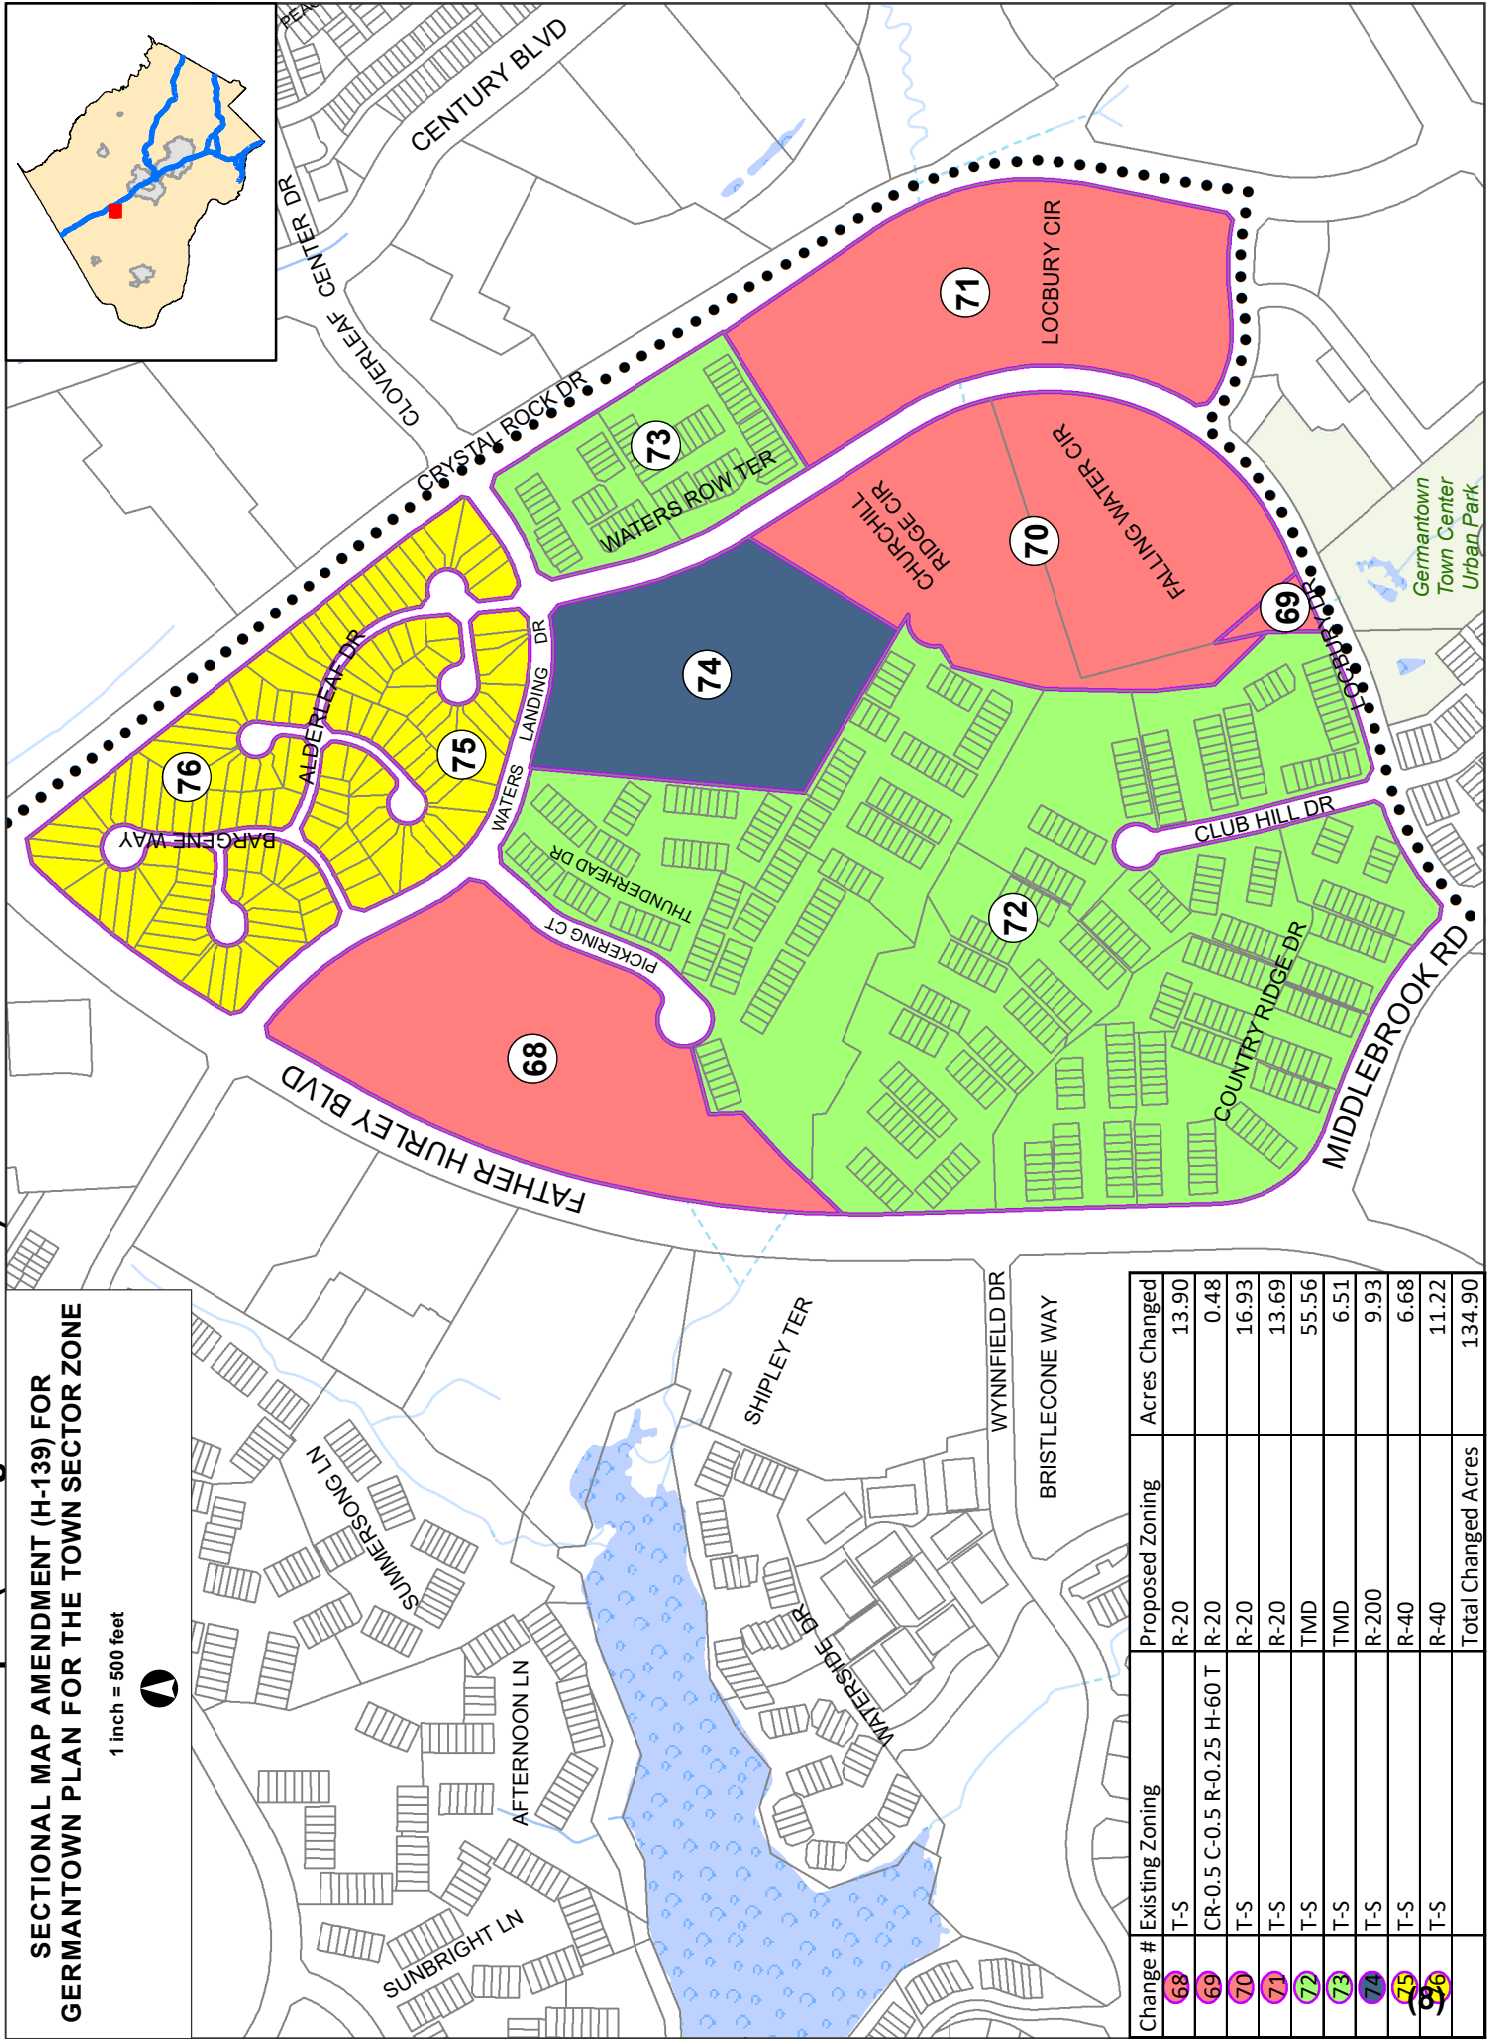 SECTIONAL MAP AMENDMENT (H-139) FOR
GERMANTOWN PLAN FOR THE TOWN SECTOR ZONE
1 inch = 500 feet
CENTURY BLVD
CLOVERLEAF CENTER DR
CRYSTAL ROCK DR
FATHER HURLEY BLVD
76
BARGENE WAY
ALDERLEAF DR
75
WATERS LANDING DR
73
WATERS ROW TER
74
71
LOCBURY CIR
CHURCHILL
RIDGE CIR
70
FALLING WATER CIR
69
LOCBURY DR
68
PICKERING CT
THUNDERHEAD DR
72
CLUB HILL DR
COUNTRY RIDGE DR
MIDDLEBROOK RD
Germantown
Town Center
Urban Park
SUMMERSONG LN
AFTERNOON LN
SUNBRIGHT LN
SHIPLEY TER
WATERSIDE DR
WYNNFIELD DR
BRISTLECONE WAY
Change # Existing Zoning Proposed Zoning Acres Changed
68 T-S R-20 13.90
69 CR-0.5 C-0.5 R-0.25 H-60 T R-20 0.48
70 T-S R-20 16.93
71 T-S R-20 13.69
72 T-S TMD 55.56
73 T-S TMD 6.51
74 T-S R-200 9.93
75 T-S R-40 6.68
76 T-S R-40 11.22
Total Changed Acres 134.90
(8)